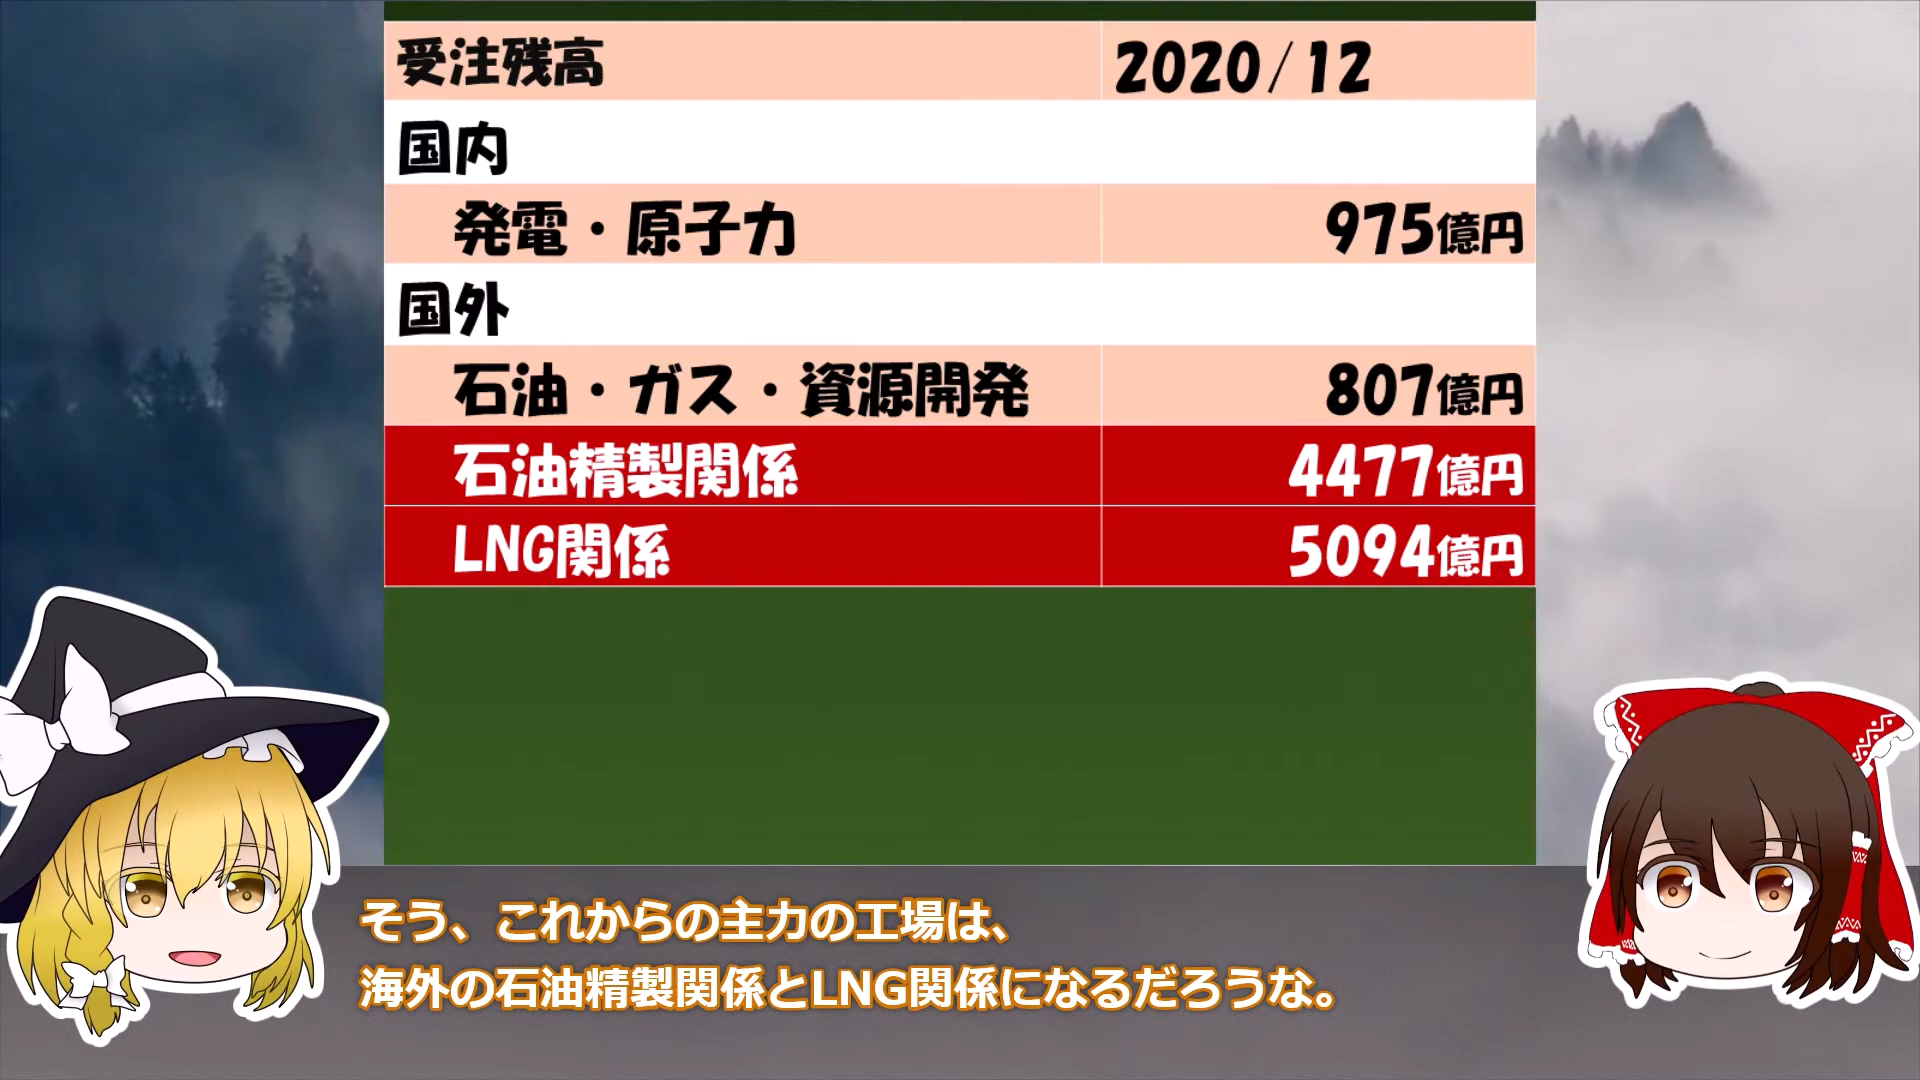 受注残高 2020/12
国内
発電・原子力 975億円
国外
石油・ガス・資源開発 807億円
石油精製関係 4477億円
LNG関係 5094億円
そう、これからの主力の工場は、
海外の石油精製関係とLNG関係になるだろうな。